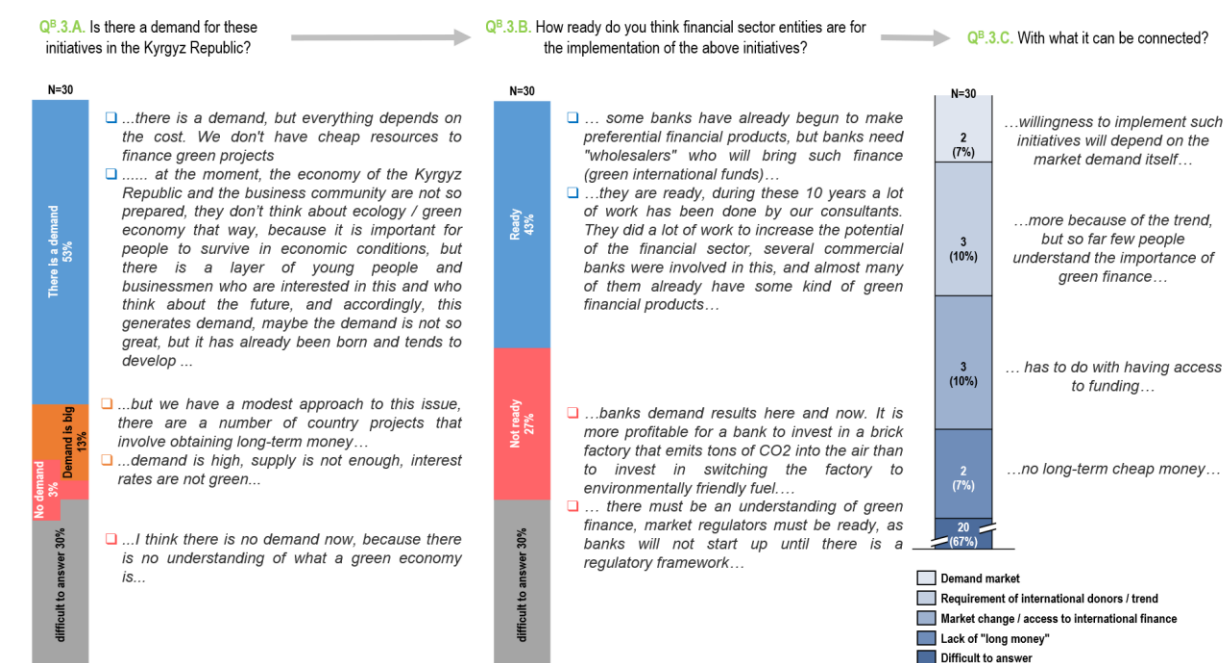 Qᴮ.3.A. Is there a demand for these
initiatives in the Kyrgyz Republic?
Qᴮ.3.B. How ready do you think financial sector entities are for
the implementation of the above initiatives?
Qᴮ.3.C. With what it can be connected?
N=30
There is a demand
53%
Demand is big
13%
No demand
3%
difficult to answer 30%
...there is a demand, but everything depends on
the cost. We don't have cheap resources to
finance green projects
...... at the moment, the economy of the Kyrgyz
Republic and the business community are not so
prepared, they don't think about ecology / green
economy that way, because it is important for
people to survive in economic conditions, but
there is a layer of young people and
businessmen who are interested in this and who
think about the future, and accordingly, this
generates demand, maybe the demand is not so
great, but it has already been born and tends to
develop ...
...but we have a modest approach to this issue,
there are a number of country projects that
involve obtaining long-term money…
...demand is high, supply is not enough, interest
rates are not green...
...I think there is no demand now, because there
is no understanding of what a green economy
is...
N=30
Ready
43%
Not ready
27%
difficult to answer 30%
… some banks have already begun to make
preferential financial products, but banks need
"wholesalers" who will bring such finance
(green international funds)…
…they are ready, during these 10 years a lot
of work has been done by our consultants.
They did a lot of work to increase the potential
of the financial sector, several commercial
banks were involved in this, and almost many
of them already have some kind of green
financial products…
…banks demand results here and now. It is
more profitable for a bank to invest in a brick
factory that emits tons of CO2 into the air than
to invest in switching the factory to
environmentally friendly fuel.…
… there must be an understanding of green
finance, market regulators must be ready, as
banks will not start up until there is a
regulatory framework…
N=30
2
(7%)
3
(10%)
3
(10%)
2
(7%)
20
(67%)
…willingness to implement such
initiatives will depend on the
market demand itself…
…more because of the trend,
but so far few people
understand the importance of
green finance…
… has to do with having access
to funding…
…no long-term cheap money…
Demand market
Requirement of international donors / trend
Market change / access to international finance
Lack of "long money"
Difficult to answer